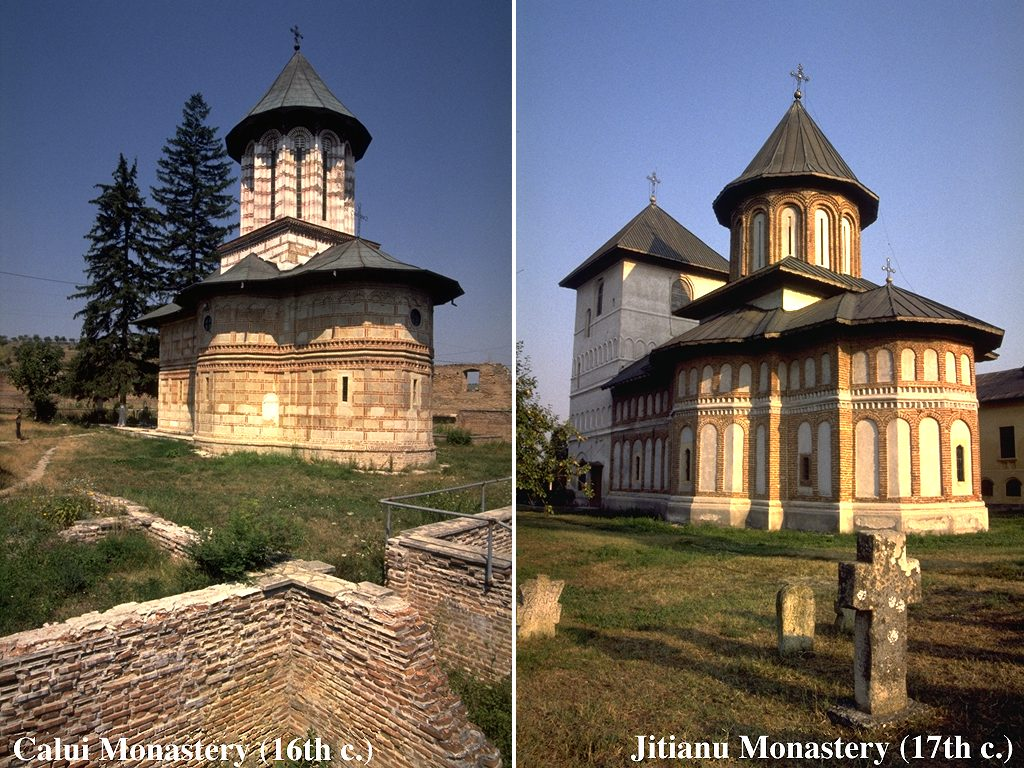 Calui Monastery (16th c.)
Jitianu Monastery (17th c.)